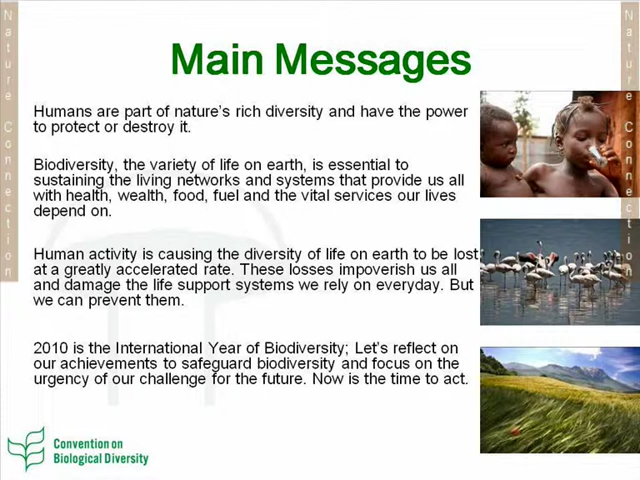 Main Messages
Humans are part of nature's rich diversity and have the power
to protect or destroy it.
Biodiversity, the variety of life on earth, is essential to
sustaining the living networks and systems that provide us all
with health, wealth, food, fuel and the vital services our lives
depend on.
Human activity is causing the diversity of life on earth to be lost
at a greatly accelerated rate. These losses impoverish us all
and damage the life support systems we rely on everyday. But
we can prevent them.
2010 is the International Year of Biodiversity; Let's reflect on
our achievements to safeguard biodiversity and focus on the
urgency of our challenge for the future. Now is the time to act.
Nature Connection
Nature Connection
Convention on
Biological Diversity